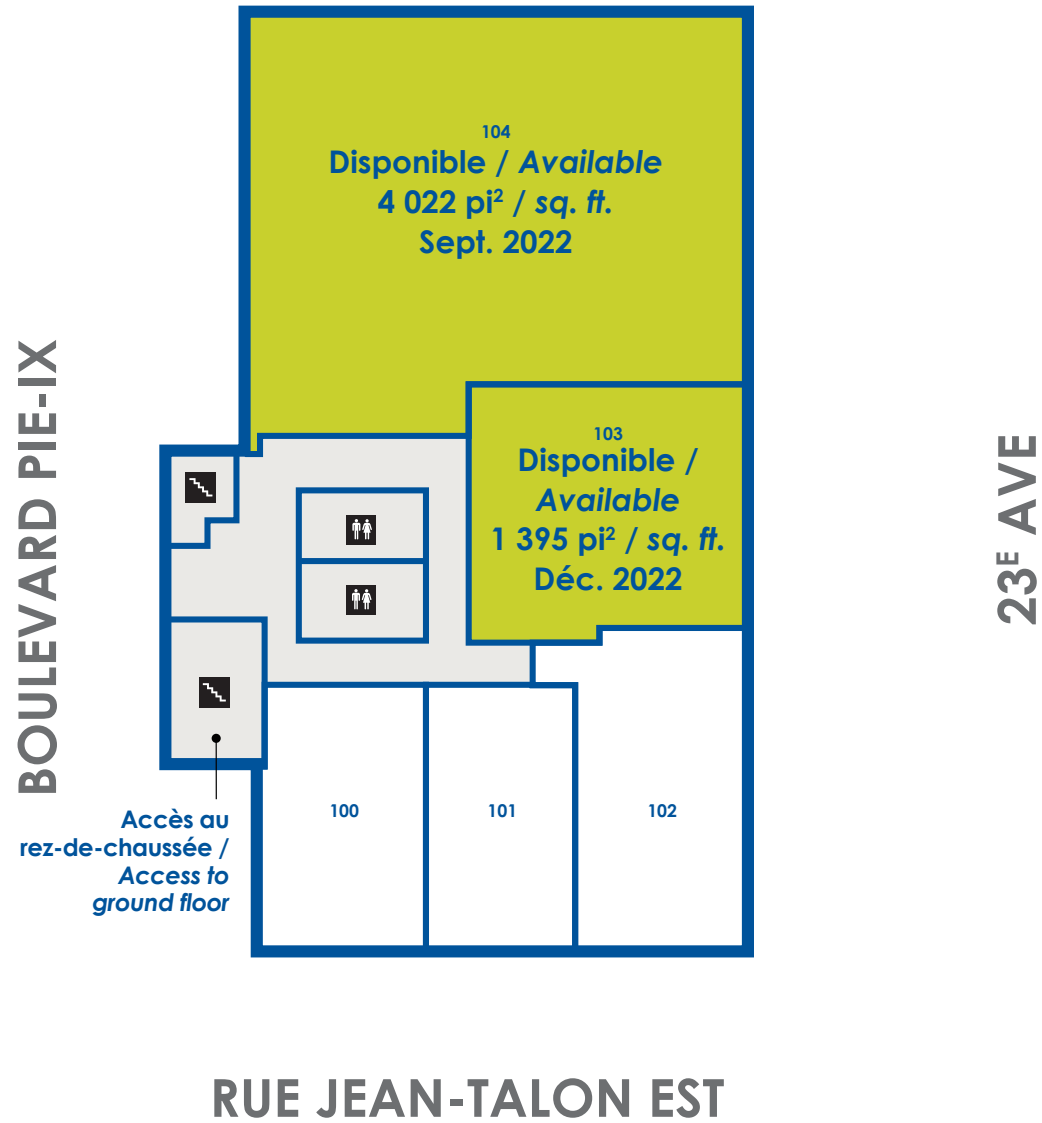 104
Disponible / Available
4 022 pi² / sq. ft.
Sept. 2022
103
Disponible /
Available
1 395 pi² / sq. ft.
Déc. 2022
BOULEVARD PIE-IX
23E AVE
100
101
102
Accès au
rez-de-chaussée /
Access to
ground floor
RUE JEAN-TALON EST